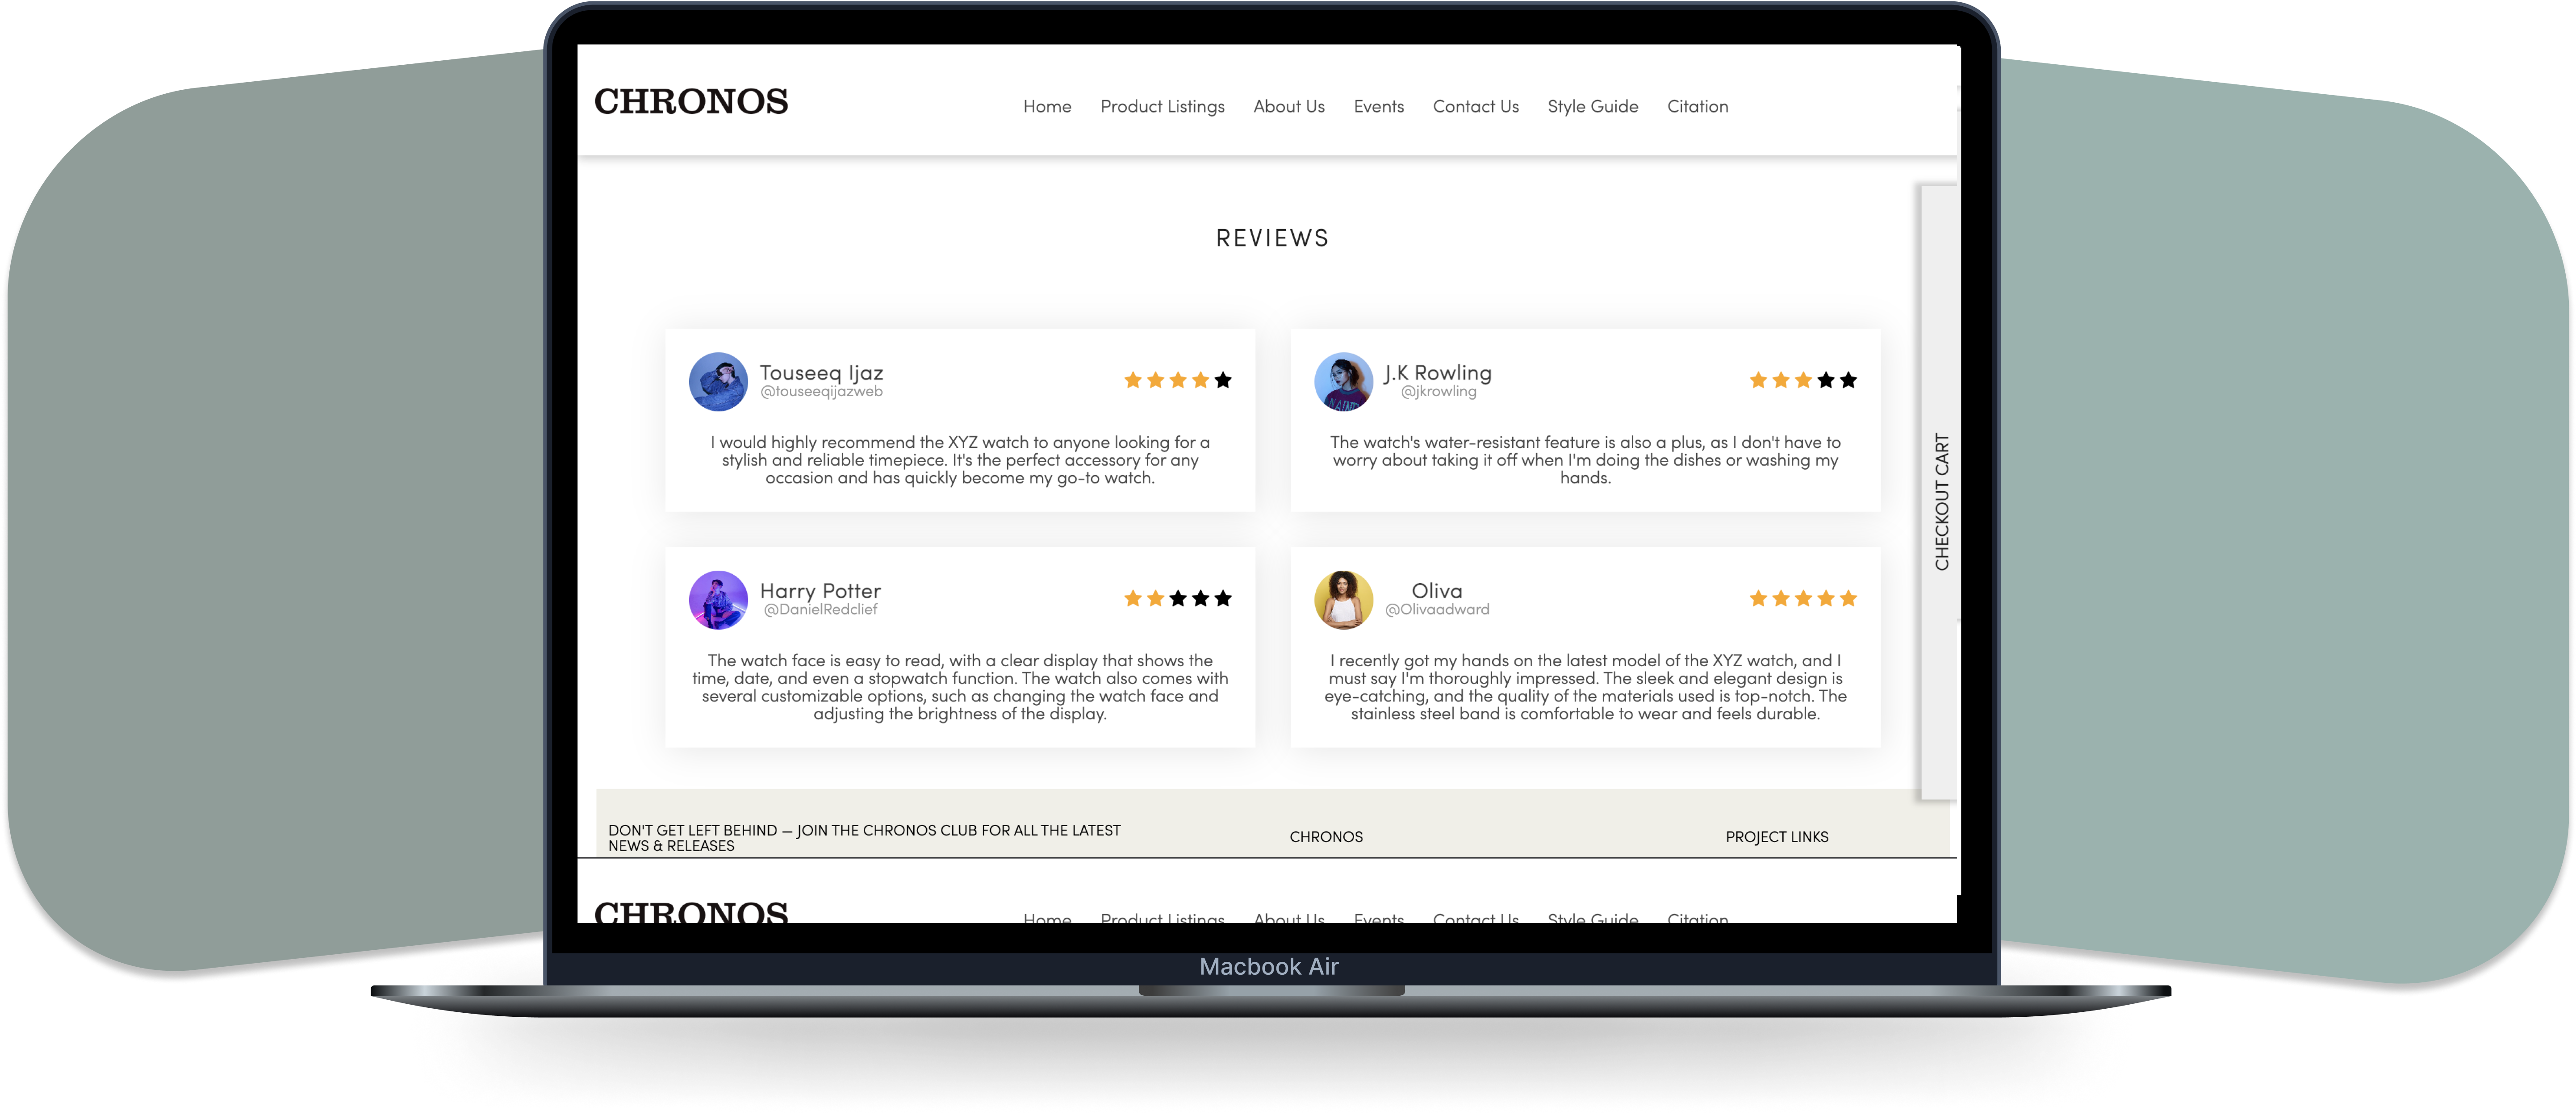 CHRONOS
Home Product Listings About Us Events Contact Us Style Guide Citation
REVIEWS
Touseeq Ijaz
@touseeqijazweb
I would highly recommend the XYZ watch to anyone looking for a
stylish and reliable timepiece. It's the perfect accessory for any
occasion and has quickly become my go-to watch.
J.K Rowling
@jkrowling
The watch's water-resistant feature is also a plus, as I don't have to
worry about taking it off when I'm doing the dishes or washing my
hands.
Harry Potter
@DanielRedclief
The watch face is easy to read, with a clear display that shows the
time, date, and even a stopwatch function. The watch also comes with
several customizable options, such as changing the watch face and
adjusting the brightness of the display.
Oliva
@Olivaadward
I recently got my hands on the latest model of the XYZ watch, and I
must say I'm thoroughly impressed. The sleek and elegant design is
eye-catching, and the quality of the materials used is top-notch. The
stainless steel band is comfortable to wear and feels durable.
CHECKOUT CART
DON'T GET LEFT BEHIND — JOIN THE CHRONOS CLUB FOR ALL THE LATEST
NEWS & RELEASES
CHRONOS
PROJECT LINKS
CHRONOS
Home Product Listings About Us Events Contact Us Style Guide Citation
Macbook Air